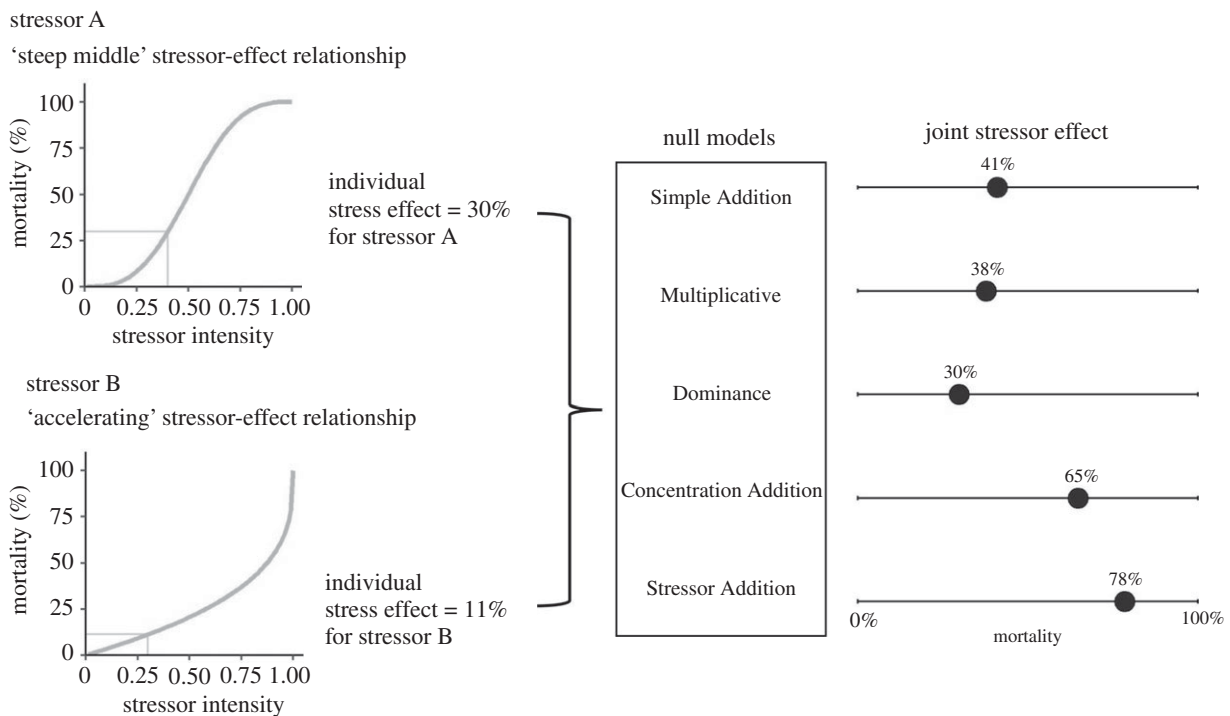 stressor A
‘steep middle’ stressor-effect relationship
100
75
50
25
0
mortality (%)
0 0.25 0.50 0.75 1.00
stressor intensity
individual
stress effect = 30%
for stressor A
stressor B
‘accelerating’ stressor-effect relationship
100
75
50
25
0
mortality (%)
0 0.25 0.50 0.75 1.00
stressor intensity
individual
stress effect = 11%
for stressor B
null models
Simple Addition
Multiplicative
Dominance
Concentration Addition
Stressor Addition
joint stressor effect
41%
38%
30%
65%
78%
0% 100%
mortality